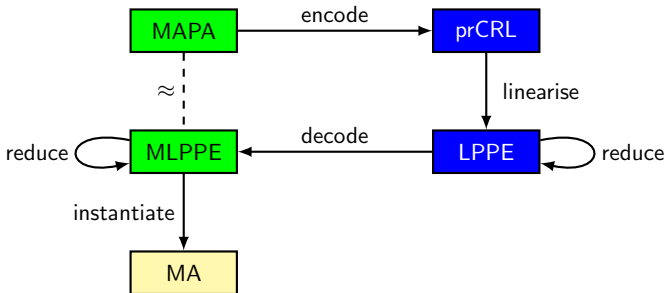 MAPA
encode
prCRL
≈
linearise
reduce
MLPPE
decode
LPPE
reduce
instantiate
MA